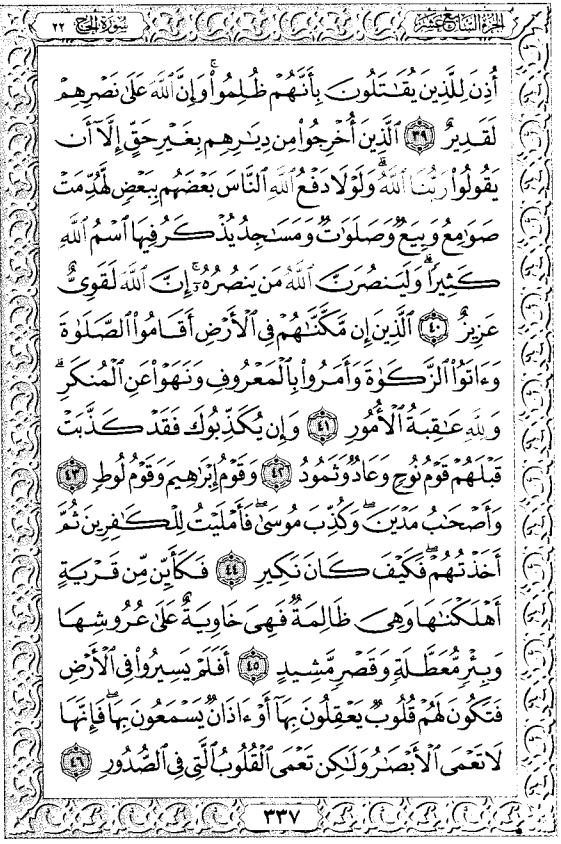 الجزء السابع عشر
سورة الحج ٢٢
أُذِنَ لِلَّذِينَ يُقَـٰتَلُونَ بِأَنَّهُمْ ظُلِمُوا۟ ۚ وَإِنَّ ٱللَّهَ عَلَىٰ نَصْرِهِمْ
لَقَدِيرٌ ٣٩ ٱلَّذِينَ أُخْرِجُوا۟ مِن دِيَـٰرِهِم بِغَيْرِ حَقٍّ إِلَّآ أَن
يَقُولُوا۟ رَبُّنَا ٱللَّهُ ۗ وَلَوْلَا دَفْعُ ٱللَّهِ ٱلنَّاسَ بَعْضَهُم بِبَعْضٍ لَّهُدِّمَتْ
صَوَٰمِعُ وَبِيَعٌ وَصَلَوَٰتٌ وَمَسَـٰجِدُ يُذْكَرُ فِيهَا ٱسْمُ ٱللَّهِ
كَثِيرًا ۗ وَلَيَنصُرَنَّ ٱللَّهُ مَن يَنصُرُهُۥٓ ۗ إِنَّ ٱللَّهَ لَقَوِىٌّ
عَزِيزٌ ٤٠ ٱلَّذِينَ إِن مَّكَّنَّـٰهُمْ فِى ٱلْأَرْضِ أَقَامُوا۟ ٱلصَّلَوٰةَ
وَءَاتَوُا۟ ٱلزَّكَوٰةَ وَأَمَرُوا۟ بِٱلْمَعْرُوفِ وَنَهَوْا۟ عَنِ ٱلْمُنكَرِ ۗ
وَلِلَّهِ عَـٰقِبَةُ ٱلْأُمُورِ ٤١ وَإِن يُكَذِّبُوكَ فَقَدْ كَذَّبَتْ
قَبْلَهُمْ قَوْمُ نُوحٍ وَعَادٌ وَثَمُودُ ٤٢ وَقَوْمُ إِبْرَٰهِيمَ وَقَوْمُ لُوطٍ ٤٣
وَأَصْحَـٰبُ مَدْيَنَ ۖ وَكُذِّبَ مُوسَىٰ فَأَمْلَيْتُ لِلْكَـٰفِرِينَ ثُمَّ
أَخَذْتُهُمْ ۖ فَكَيْفَ كَانَ نَكِيرِ ٤٤ فَكَأَيِّن مِّن قَرْيَةٍ
أَهْلَكْنَـٰهَا وَهِىَ ظَالِمَةٌ فَهِىَ خَاوِيَةٌ عَلَىٰ عُرُوشِهَا
وَبِئْرٍ مُّعَطَّلَةٍ وَقَصْرٍ مَّشِيدٍ ٤٥ أَفَلَمْ يَسِيرُوا۟ فِى ٱلْأَرْضِ
فَتَكُونَ لَهُمْ قُلُوبٌ يَعْقِلُونَ بِهَآ أَوْ ءَاذَانٌ يَسْمَعُونَ بِهَا ۖ فَإِنَّهَا
لَا تَعْمَى ٱلْأَبْصَـٰرُ وَلَـٰكِن تَعْمَى ٱلْقُلُوبُ ٱلَّتِى فِى ٱلصُّدُورِ ٤٦
٣٣٧